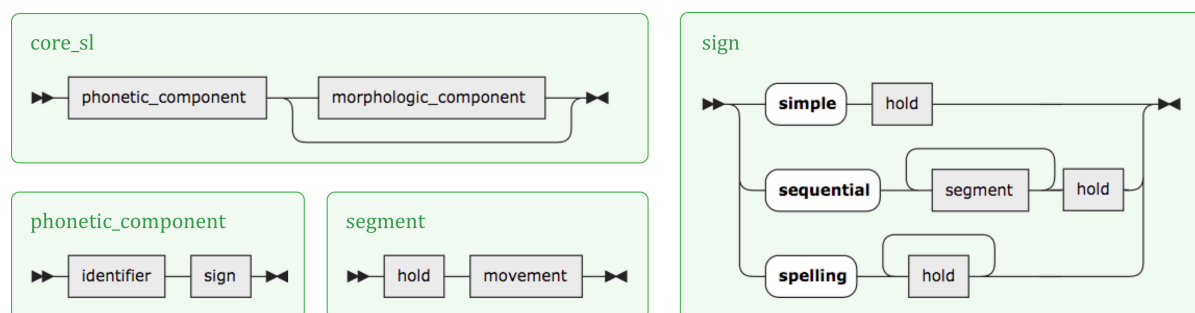 core_sl
phonetic_component morphologic_component
phonetic_component
identifier sign
segment
hold movement
sign
simple hold
sequential segment hold
spelling hold